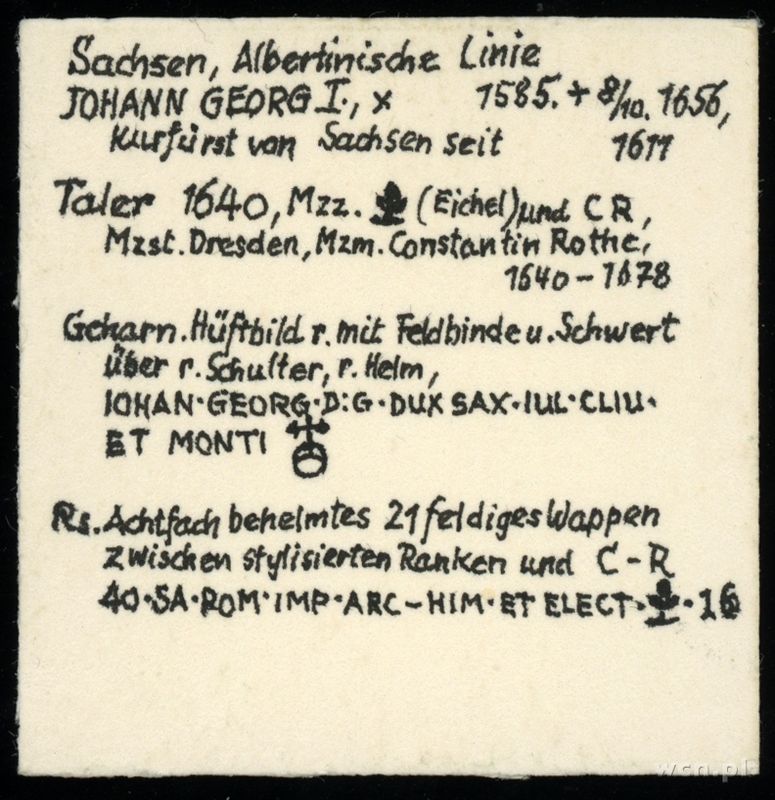 Sachsen, Albertinische Linie
JOHANN GEORG I., x 1585. + 8/10. 1656,
Kurfürst von Sachsen seit 1611
Taler 1640, Mzz. (Eichel) und C R,
Mzst. Dresden, Mzm. Constantin Rothe,
1640 – 1678
Geharn. Hüftbild r. mit Feldbinde u. Schwert
über r. Schulter, r. Helm,
IOHAN·GEORG·D:G·DUX SAX·IUL·CLIU·
ET MONTI
Rs. Achtfach behelmtes 21 feldiges Wappen
zwischen stylisierten Ranken und C – R
40·SA·ROM·IMP·ARC–HIM·ET ELECT· ·16
wsn.pl